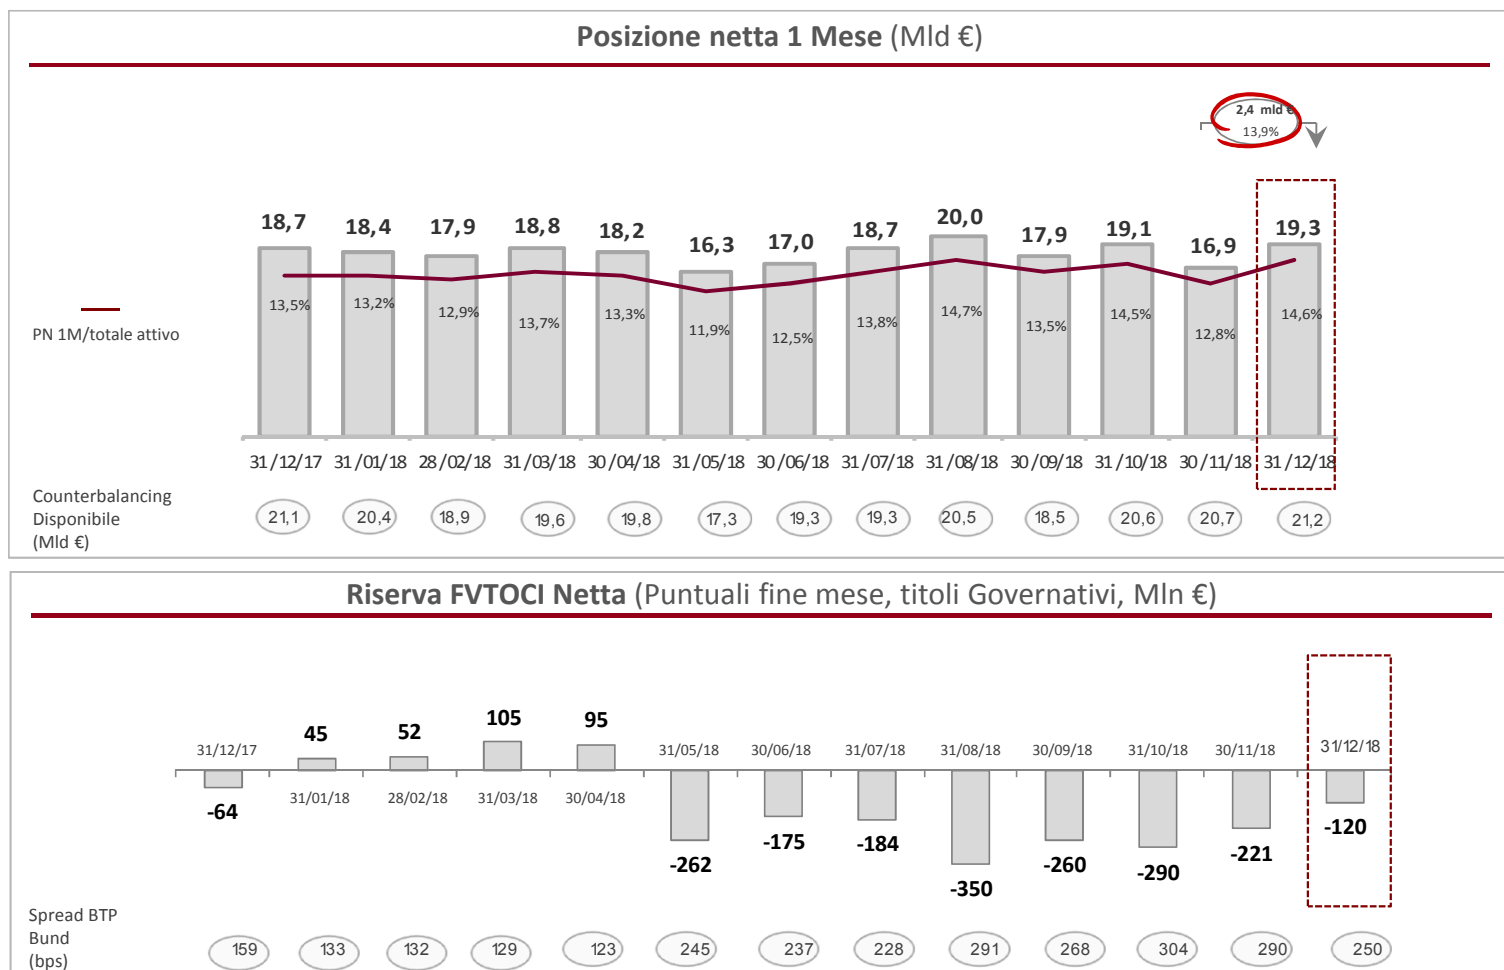 Posizione netta 1 Mese (Mld €)
2,4 mld €
13,9%
18,7 18,4 17,9 18,8 18,2 16,3 17,0 18,7 20,0 17,9 19,1 16,9 19,3
13,5% 13,2% 12,9% 13,7% 13,3% 11,9% 12,5% 13,8% 14,7% 13,5% 14,5% 12,8% 14,6%
PN 1M/totale attivo
31/12/17 31/01/18 28/02/18 31/03/18 30/04/18 31/05/18 30/06/18 31/07/18 31/08/18 30/09/18 31/10/18 30/11/18 31/12/18
Counterbalancing
Disponibile
(Mld €)
21,1 20,4 18,9 19,6 19,8 17,3 19,3 19,3 20,5 18,5 20,6 20,7 21,2
Riserva FVTOCI Netta (Puntuali fine mese, titoli Governativi, Mln €)
45 52 105 95
31/12/17 31/05/18 30/06/18 31/07/18 31/08/18 30/09/18 31/10/18 30/11/18 31/12/18
31/01/18 28/02/18 31/03/18 30/04/18
-64 -262 -175 -184 -350 -260 -290 -221 -120
Spread BTP
Bund
(bps)
159 133 132 129 123 245 237 228 291 268 304 290 250